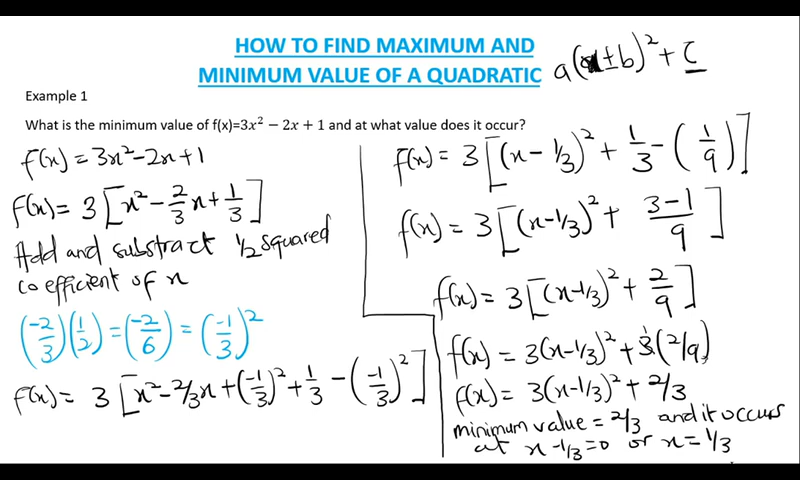 HOW TO FIND MAXIMUM AND
MINIMUM VALUE OF A QUADRATIC
a(x±b)² + c
Example 1
What is the minimum value of f(x)=3x² − 2x + 1 and at what value does it occur?
f(x) = 3x² − 2x + 1
f(x) = 3[x² − 2/3 x + 1/3]
Add and substract 1/2 squared
coefficient of x
(-2/3)(1/2) = (-2/6) = (-1/3)²
f(x) = 3[x² − 2/3x + (-1/3)² + 1/3 − (-1/3)²]
f(x) = 3[(x − 1/3)² + 1/3 − (1/9)]
f(x) = 3[(x−1/3)² + 3−1/9]
f(x) = 3[(x−1/3)² + 2/9]
f(x) = 3(x−1/3)² + 3(2/9)
f(x) = 3(x−1/3)² + 2/3
minimum value = 2/3 and it occurs
at x−1/3=0 or x=1/3